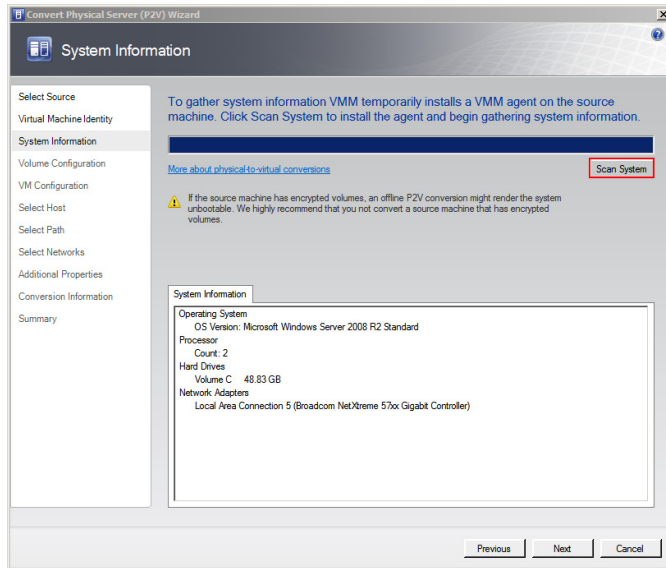 Convert Physical Server (P2V) Wizard
System Information
Select Source
Virtual Machine Identity
System Information
Volume Configuration
VM Configuration
Select Host
Select Path
Select Networks
Additional Properties
Conversion Information
Summary
To gather system information VMM temporarily installs a VMM agent on the source
machine. Click Scan System to install the agent and begin gathering system information.
More about physical-to-virtual conversions
Scan System
If the source machine has encrypted volumes, an offline P2V conversion might render the system
unbootable. We highly recommend that you not convert a source machine that has encrypted
volumes.
System Information
Operating System
OS Version: Microsoft Windows Server 2008 R2 Standard
Processor
Count: 2
Hard Drives
Volume C 48.83 GB
Network Adapters
Local Area Connection 5 (Broadcom NetXtreme 57xx Gigabit Controller)
Previous
Next
Cancel